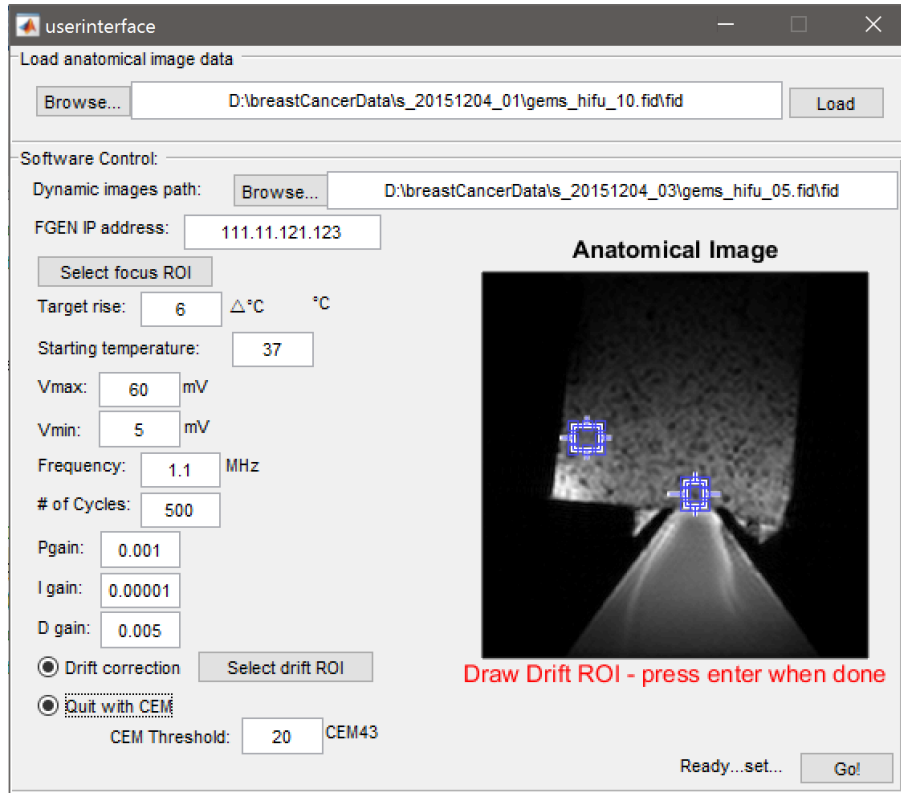 userinterface
Load anatomical image data
Browse... D:\breastCancerData\s_20151204_01\gems_hifu_10.fid\fid Load
Software Control:
Dynamic images path: Browse... D:\breastCancerData\s_20151204_03\gems_hifu_05.fid\fid
FGEN IP address: 111.11.121.123
Select focus ROI
Target rise: 6 △°C °C
Starting temperature: 37
Vmax: 60 mV
Vmin: 5 mV
Frequency: 1.1 MHz
# of Cycles: 500
Pgain: 0.001
I gain: 0.00001
D gain: 0.005
Drift correction Select drift ROI
Quit with CEM
CEM Threshold: 20 CEM43
Anatomical Image
Draw Drift ROI - press enter when done
Ready...set... Go!